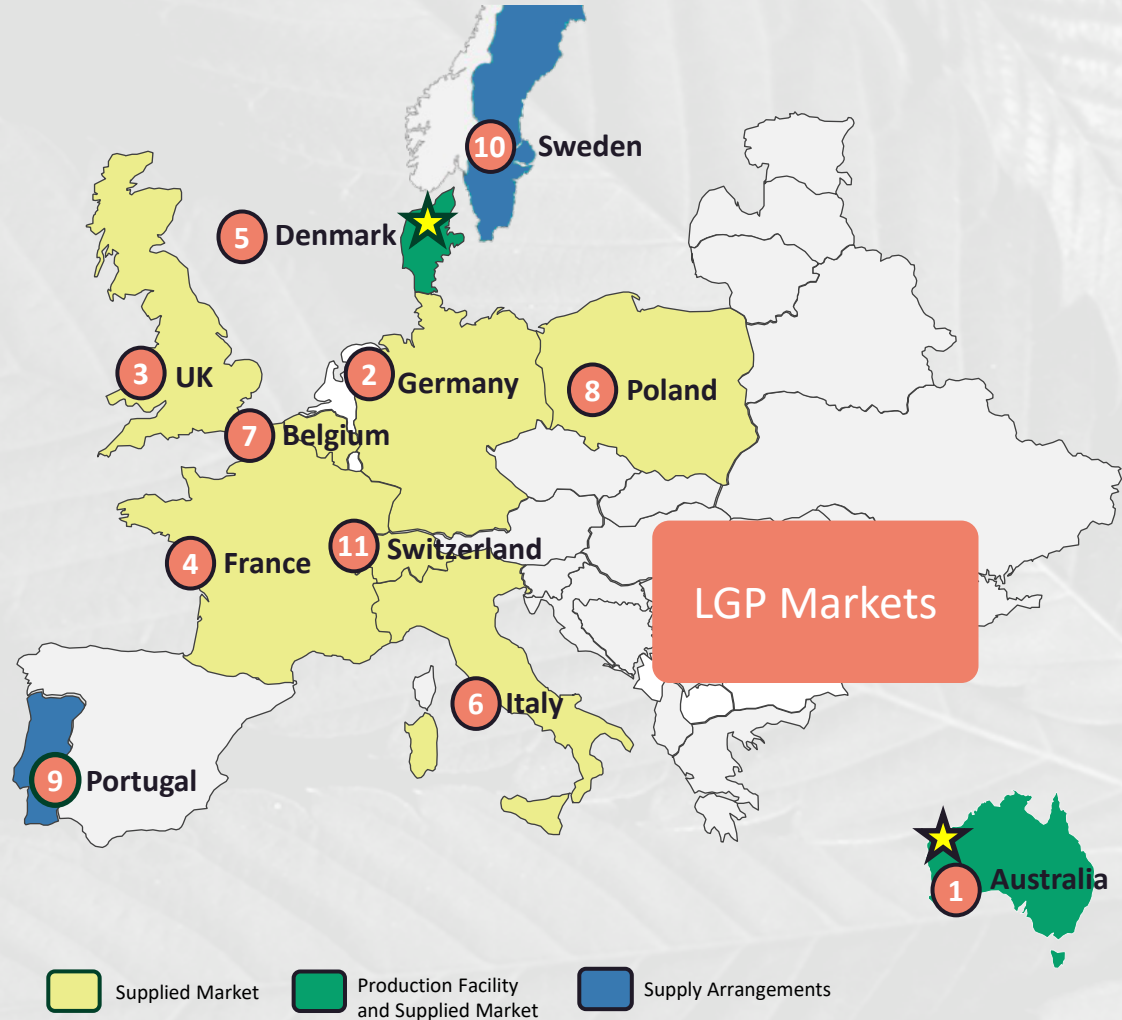 10 Sweden
5 Denmark
3 UK
2 Germany
8 Poland
7 Belgium
11 Switzerland
4 France
LGP Markets
6 Italy
9 Portugal
1 Australia
Supplied Market
Production Facility
and Supplied Market
Supply Arrangements